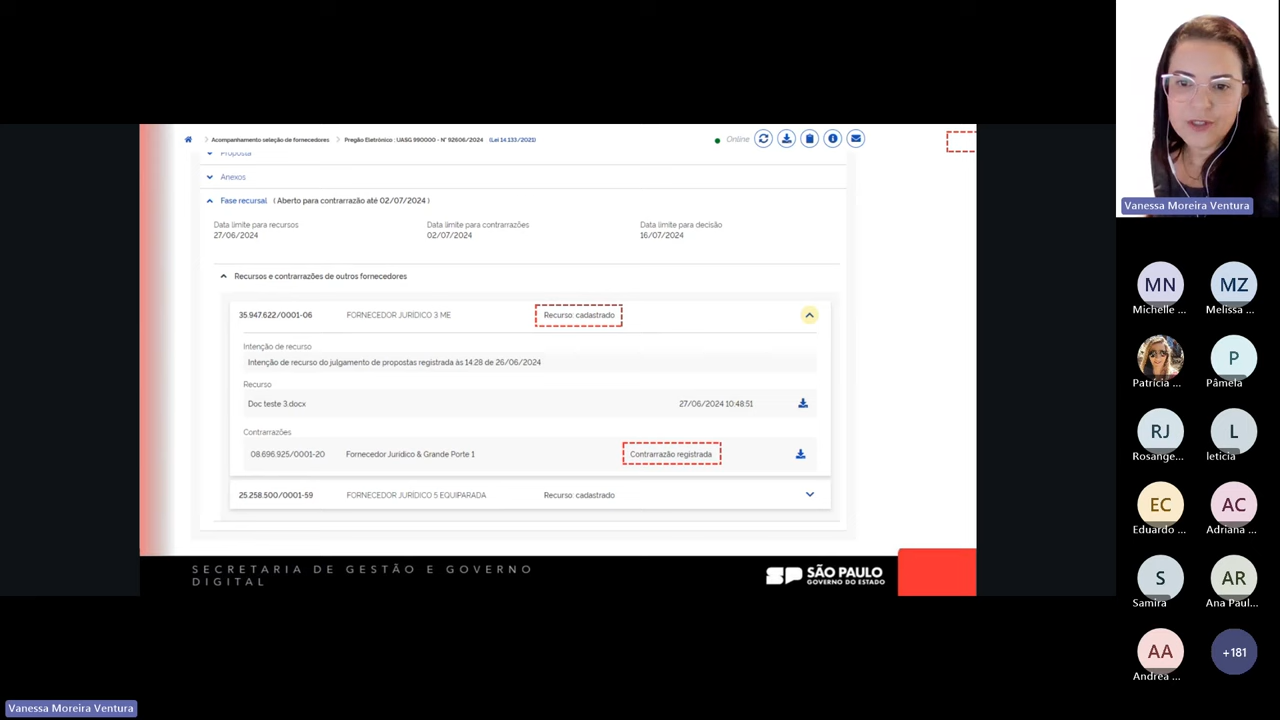 Acompanhamento seleção de fornecedores
Pregão Eletrônico : UASG 990000 - N° 92606/2024 (Lei 14.133/2021)
Online
Proposta
Anexos
Fase recursal ( Aberto para contrarrazão até 02/07/2024 )
Data limite para recursos
27/06/2024
Data limite para contrarrazões
02/07/2024
Data limite para decisão
16/07/2024
Recursos e contrarrazões de outros fornecedores
35.947.622/0001-06 FORNECEDOR JURÍDICO 3 ME Recurso: cadastrado
Intenção de recurso
Intenção de recurso do julgamento de propostas registrada às 14:28 de 26/06/2024
Recurso
Doc teste 3.docx 27/06/2024 10:48:51
Contrarrazões
08.696.925/0001-20 Fornecedor Juridico & Grande Porte 1 Contrarrazão registrada
25.258.500/0001-59 FORNECEDOR JURÍDICO 5 EQUIPARADA Recurso: cadastrado
SECRETARIA DE GESTÃO E GOVERNO
DIGITAL
SP SÃO PAULO
GOVERNO DO ESTADO
Vanessa Moreira Ventura
MN MZ
Michelle ... Melissa ...
P
Patrícia ... Pâmela
RJ L
Rosange... leticia
EC AC
Eduardo ... Adriana ...
S AR
Samira Ana Paul...
AA +181
Andrea ...
Vanessa Moreira Ventura